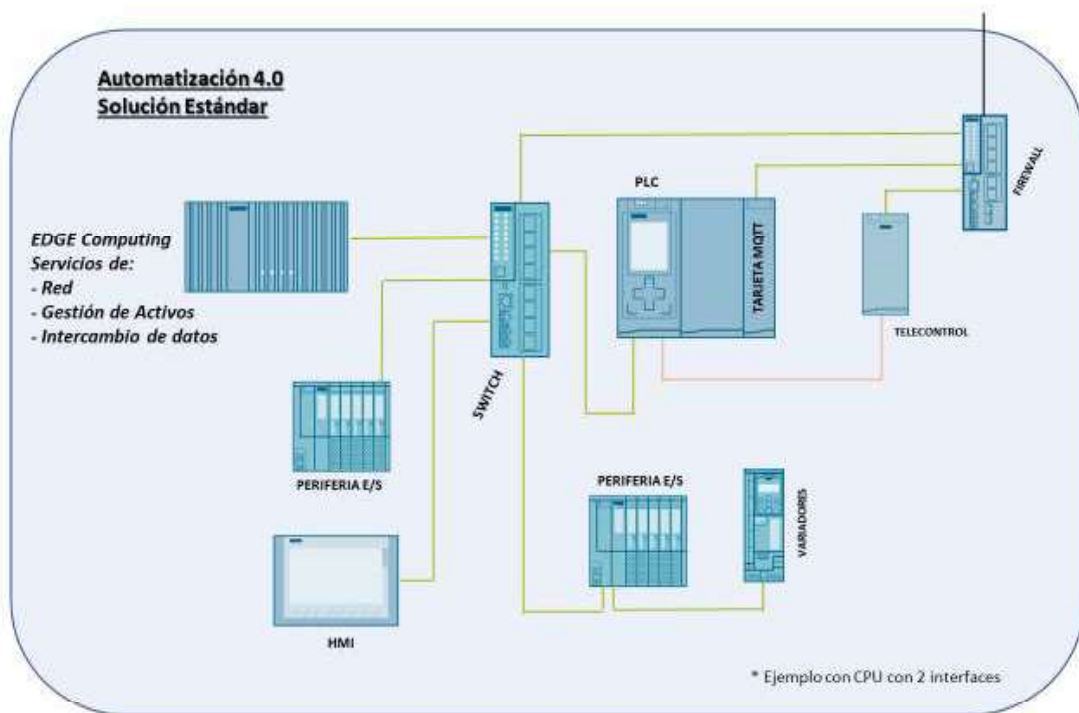 Automatización 4.0
Solución Estándar
EDGE Computing
Servicios de:
- Red
- Gestión de Activos
- Intercambio de datos
PLC
TARJETA MQTT
FIREWALL
TELECONTROL
SWITCH
PERIFERIA E/S
PERIFERIA E/S
VARIADORES
HMI
* Ejemplo con CPU con 2 interfaces